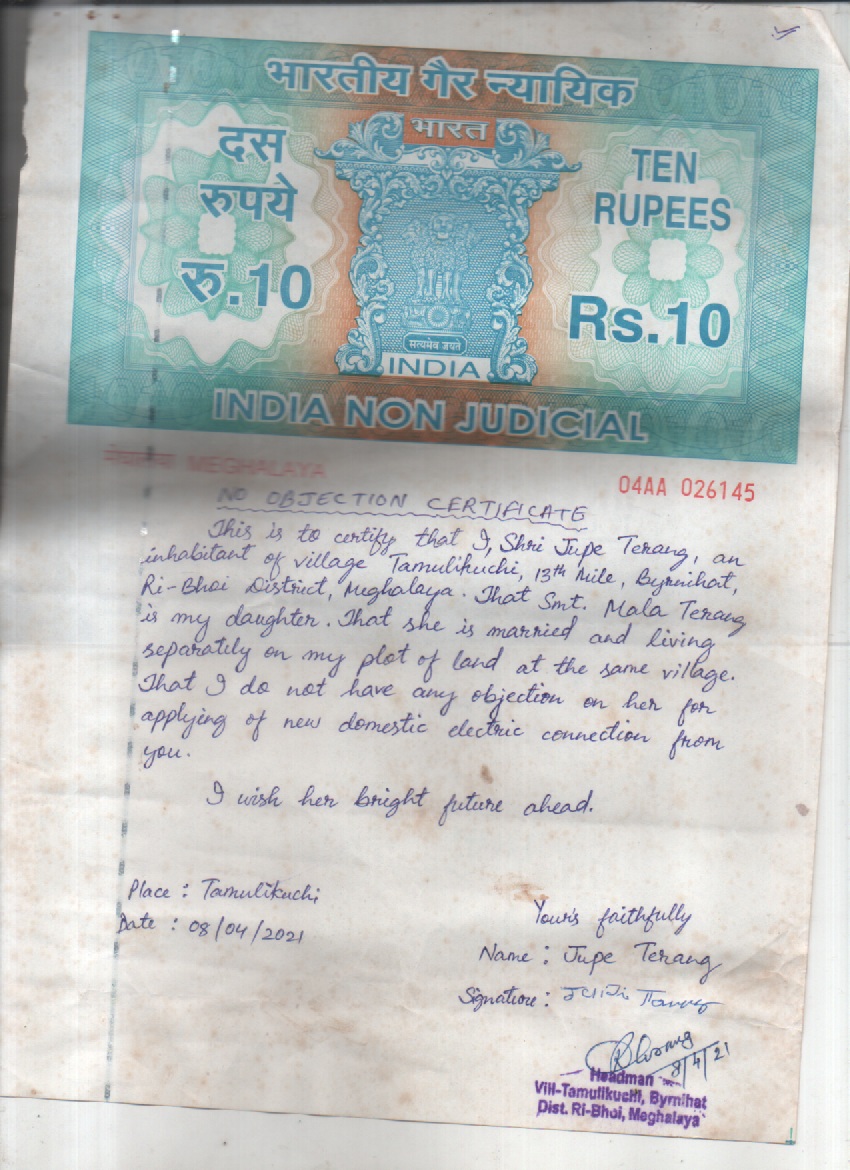 भारतीय गैर न्यायिक
भारत
दस
रुपये
रु.10
TEN
RUPEES
Rs.10
सत्यमेव जयते
INDIA
INDIA NON JUDICIAL
मेघालय MEGHALAYA
04AA 026145
NO OBJECTION CERTIFICATE
This is to certify that I, Shri Jupe Terang, an
inhabitant of village Tamulikuchi, 13th Mile, Byrnihat,
Ri-Bhoi District, Meghalaya. That Smt. Mala Terang
is my daughter. That she is married and living
separately on my plot of land at the same village.
That I do not have any objection on her for
applying of new domestic electric connection from
you.
I wish her bright future ahead.
Place : Tamulikuchi
Date : 08/04/2021
Your's faithfully
Name : Jupe Terang
Signature :
8/4/21
Headman
Vill-Tamulikuchi, Byrnihat
Dist. Ri-Bhoi, Meghalaya